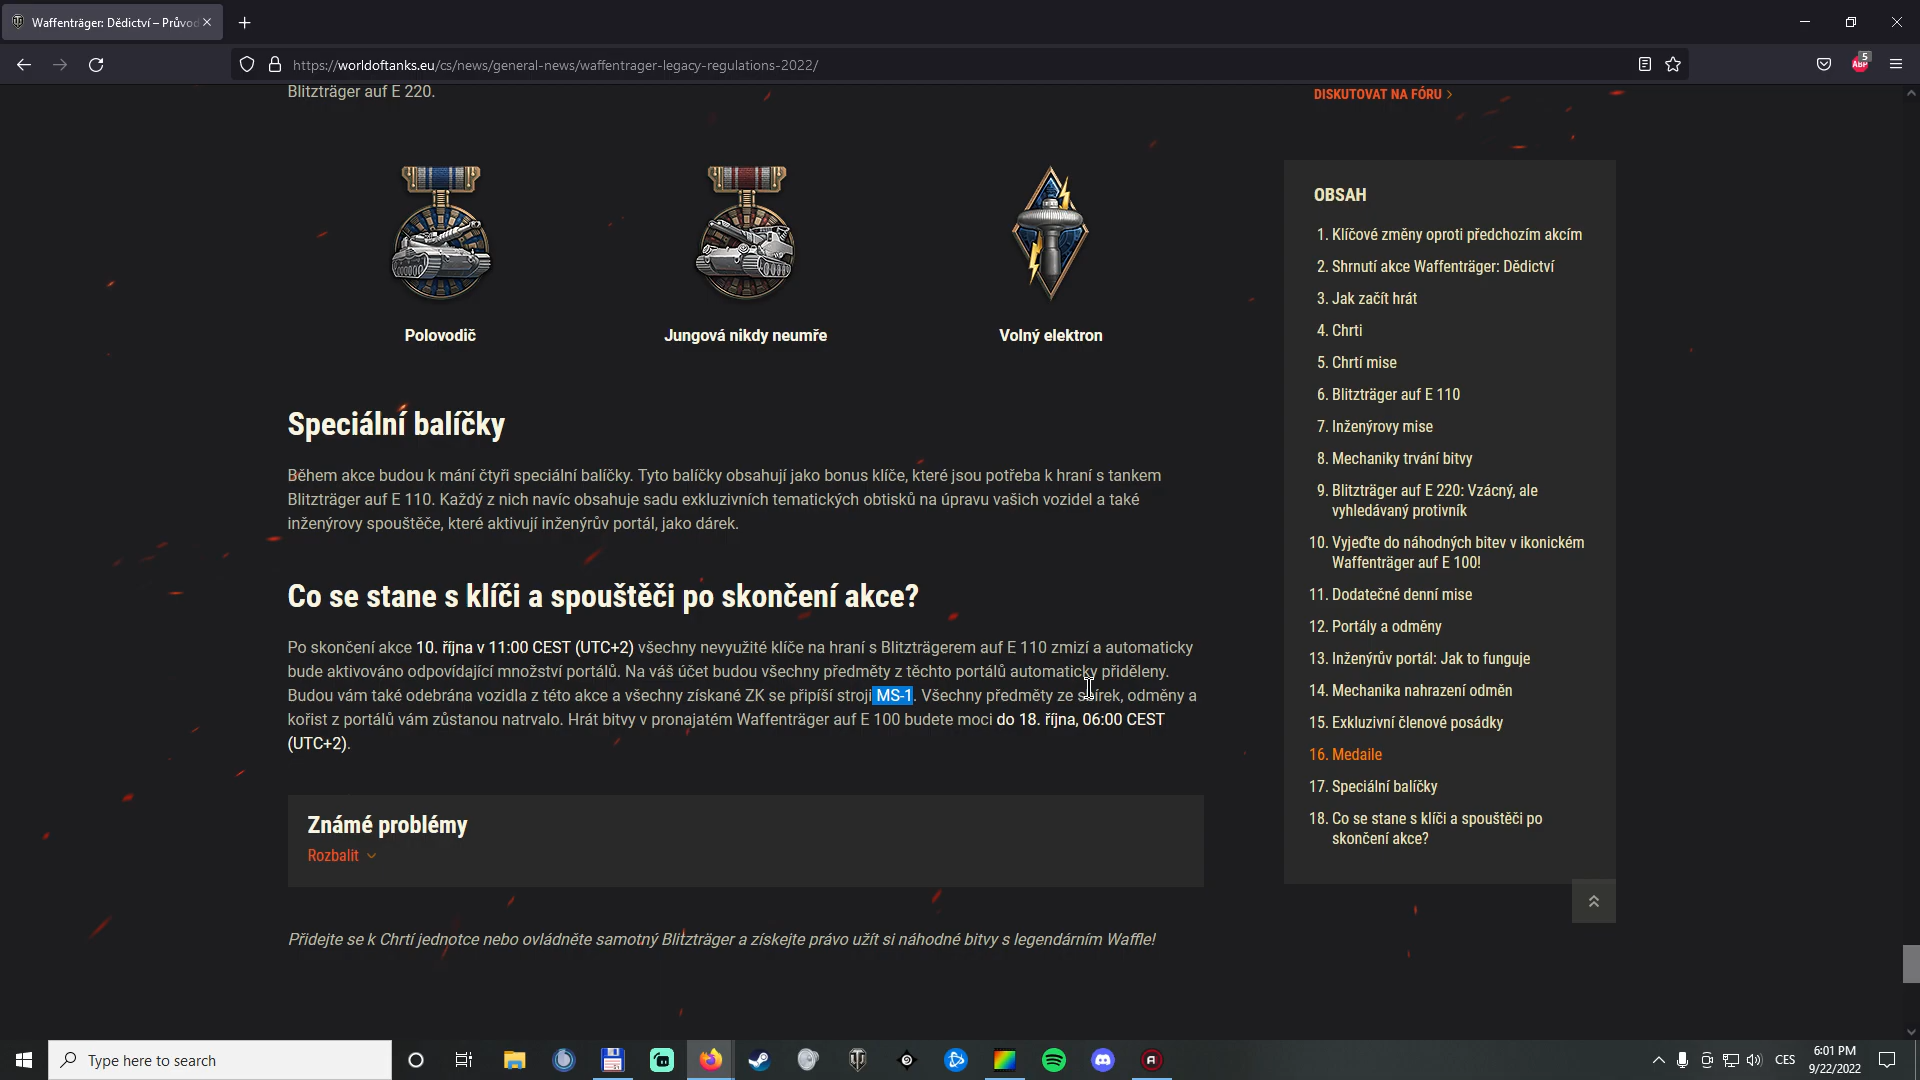 Waffenträger: Dědictví – Průvod
https://worldoftanks.eu/cs/news/general-news/waffentrager-legacy-regulations-2022/
5
ABP
Blitzträger auf E 220.
DISKUTOVAT NA FÓRU
Polovodič
Jungová nikdy neumře
Volný elektron
Speciální balíčky
Během akce budou k mání čtyři speciální balíčky. Tyto balíčky obsahují jako bonus klíče, které jsou potřeba k hraní s tankem
Blitzträger auf E 110. Každý z nich navíc obsahuje sadu exkluzivních tematických obtisků na úpravu vašich vozidel a také
inženýrovy spouštěče, které aktivují inženýrův portál, jako dárek.
Co se stane s klíči a spouštěči po skončení akce?
Po skončení akce 10. října v 11:00 CEST (UTC+2) všechny nevyužité klíče na hraní s Blitzträgerem auf E 110 zmizí a automaticky
bude aktivováno odpovídající množství portálů. Na váš účet budou všechny předměty z těchto portálů automaticky přiděleny.
Budou vám také odebrána vozidla z této akce a všechny získané ZK se připíší stroji MS-1. Všechny předměty ze sbírek, odměny a
kořist z portálů vám zůstanou natrvalo. Hrát bitvy v pronajatém Waffenträger auf E 100 budete moci do 18. října, 06:00 CEST
(UTC+2).
Známé problémy
Rozbalit
Přidejte se k Chrtí jednotce nebo ovládněte samotný Blitzträger a získejte právo užít si náhodné bitvy s legendárním Waffle!
OBSAH
1. Klíčové změny oproti předchozím akcím
2. Shrnutí akce Waffenträger: Dědictví
3. Jak začít hrát
4. Chrti
5. Chrtí mise
6. Blitzträger auf E 110
7. Inženýrovy mise
8. Mechaniky trvání bitvy
9. Blitzträger auf E 220: Vzácný, ale
vyhledávaný protivník
10. Vyjeďte do náhodných bitev v ikonickém
Waffenträger auf E 100!
11. Dodatečné denní mise
12. Portály a odměny
13. Inženýrův portál: Jak to funguje
14. Mechanika nahrazení odměn
15. Exkluzivní členové posádky
16. Medaile
17. Speciální balíčky
18. Co se stane s klíči a spouštěči po
skončení akce?
Type here to search
CES
6:01 PM
9/22/2022